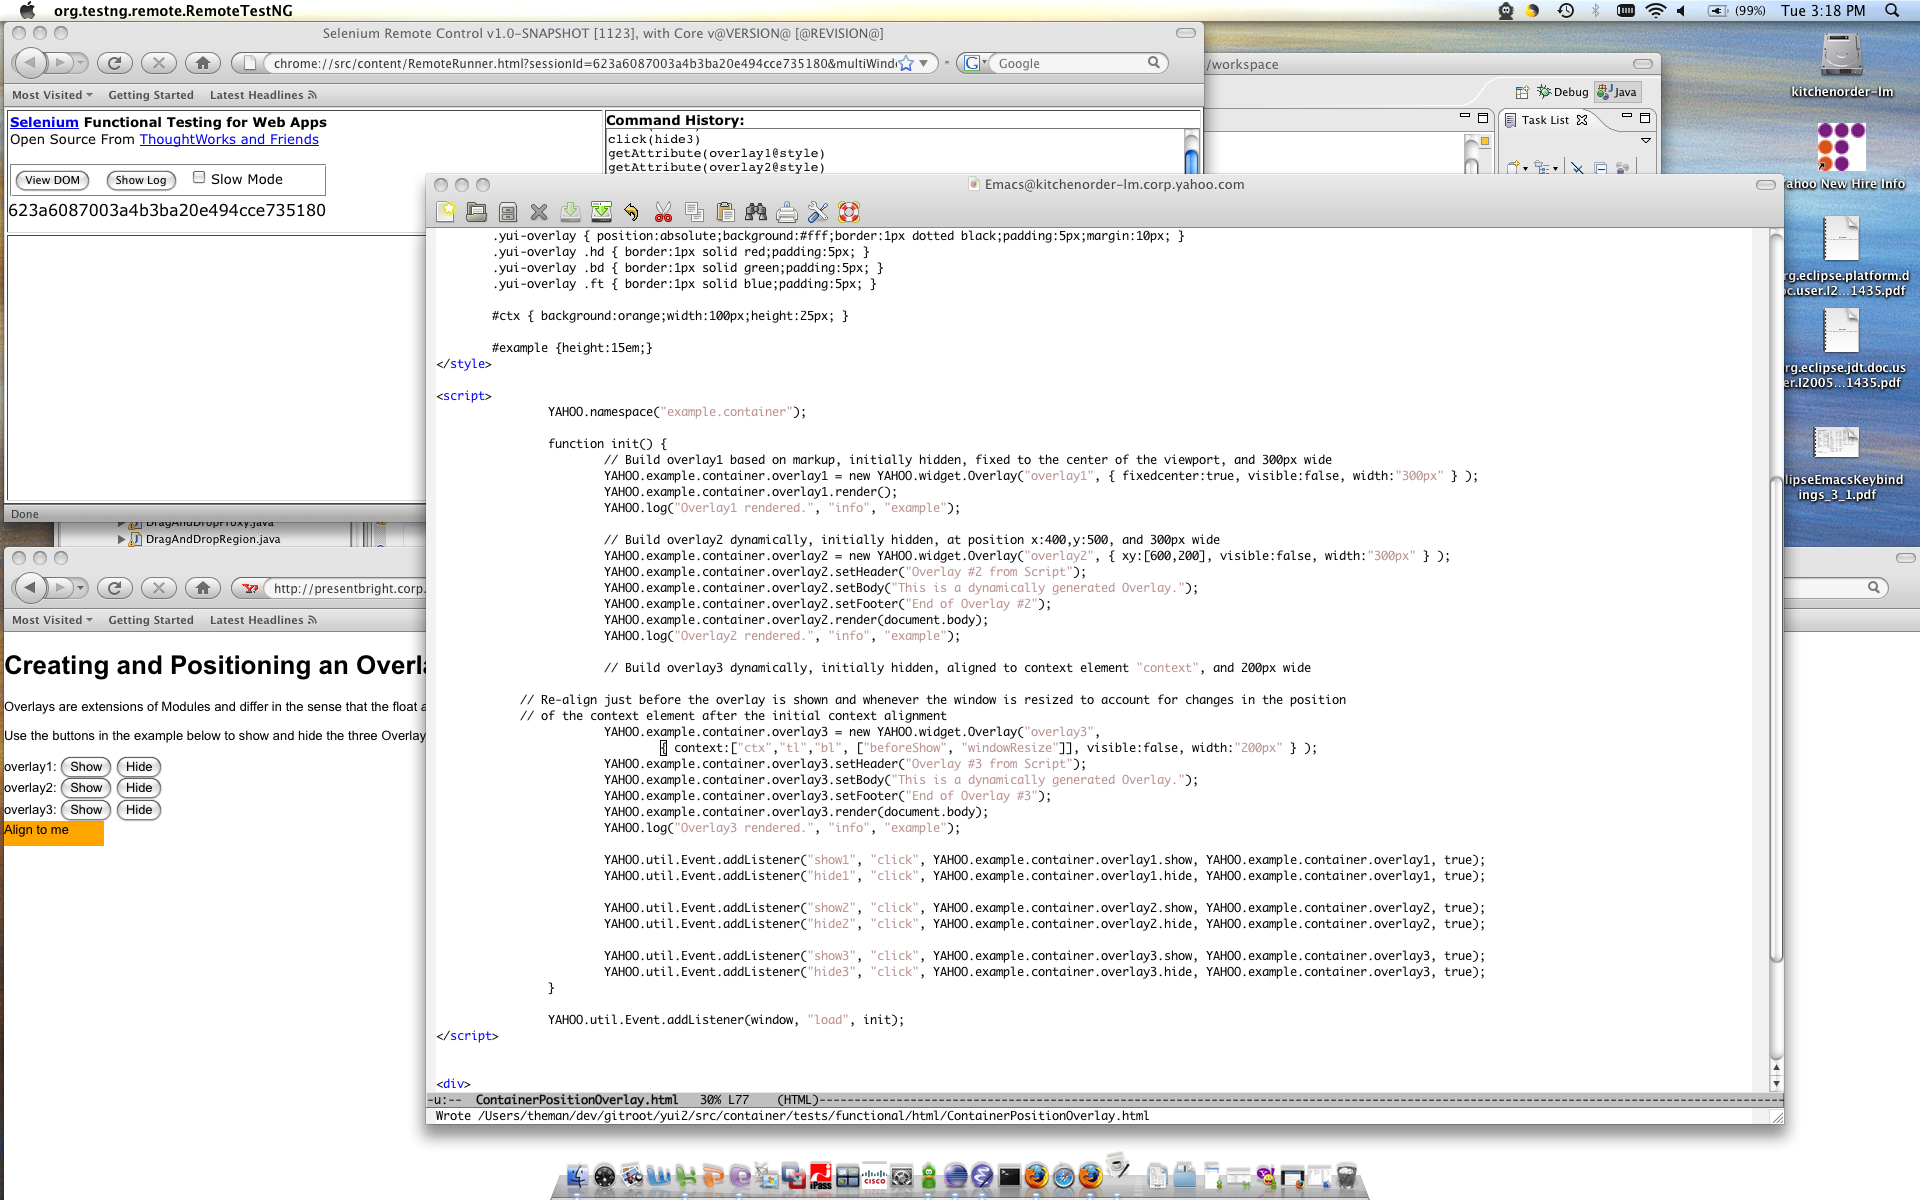 org.testng.remote.RemoteTestNG
(99%) Tue 3:18 PM
Selenium Remote Control v1.0-SNAPSHOT [1123], with Core v@VERSION@ [@REVISION@]
chrome://src/content/RemoteRunner.html?sessionId=623a6087003a4b3ba20e494cce735180&multiWind
Google
Most Visited Getting Started Latest Headlines
Selenium Functional Testing for Web Apps
Open Source From ThoughtWorks and Friends
View DOM Show Log Slow Mode
623a6087003a4b3ba20e494cce735180
Command History:
click(hide3)
getAttribute(overlay1@style)
getAttribute(overlay2@style)
Done
/workspace
Debug Java
Task List
DragAndDropProxy.java
DragAndDropRegion.java
kitchenorder-lm
ahoo New Hire Info
rg.eclipse.platform.d
c.user.I2...1435.pdf
rg.eclipse.jdt.doc.us
er.I2005...1435.pdf
lipseEmacsKeybind
ings_3_1.pdf
http://presentbright.corp.
Most Visited Getting Started Latest Headlines
Creating and Positioning an Overla
Overlays are extensions of Modules and differ in the sense that the float a
Use the buttons in the example below to show and hide the three Overlay
overlay1: Show Hide
overlay2: Show Hide
overlay3: Show Hide
Align to me
Emacs@kitchenorder-lm.corp.yahoo.com
.yui-overlay { position:absolute;background:#fff;border:1px dotted black;padding:5px;margin:10px; }
.yui-overlay .hd { border:1px solid red;padding:5px; }
.yui-overlay .bd { border:1px solid green;padding:5px; }
.yui-overlay .ft { border:1px solid blue;padding:5px; }
#ctx { background:orange;width:100px;height:25px; }
#example {height:15em;}
</style>
<script>
YAHOO.namespace("example.container");
function init() {
// Build overlay1 based on markup, initially hidden, fixed to the center of the viewport, and 300px wide
YAHOO.example.container.overlay1 = new YAHOO.widget.Overlay("overlay1", { fixedcenter:true, visible:false, width:"300px" } );
YAHOO.example.container.overlay1.render();
YAHOO.log("Overlay1 rendered.", "info", "example");
// Build overlay2 dynamically, initially hidden, at position x:400,y:500, and 300px wide
YAHOO.example.container.overlay2 = new YAHOO.widget.Overlay("overlay2", { xy:[600,200], visible:false, width:"300px" } );
YAHOO.example.container.overlay2.setHeader("Overlay #2 from Script");
YAHOO.example.container.overlay2.setBody("This is a dynamically generated Overlay.");
YAHOO.example.container.overlay2.setFooter("End of Overlay #2");
YAHOO.example.container.overlay2.render(document.body);
YAHOO.log("Overlay2 rendered.", "info", "example");
// Build overlay3 dynamically, initially hidden, aligned to context element "context", and 200px wide
// Re-align just before the overlay is shown and whenever the window is resized to account for changes in the position
// of the context element after the initial context alignment
YAHOO.example.container.overlay3 = new YAHOO.widget.Overlay("overlay3",
{ context:["ctx","tl","bl", ["beforeShow", "windowResize"]], visible:false, width:"200px" } );
YAHOO.example.container.overlay3.setHeader("Overlay #3 from Script");
YAHOO.example.container.overlay3.setBody("This is a dynamically generated Overlay.");
YAHOO.example.container.overlay3.setFooter("End of Overlay #3");
YAHOO.example.container.overlay3.render(document.body);
YAHOO.log("Overlay3 rendered.", "info", "example");
YAHOO.util.Event.addListener("show1", "click", YAHOO.example.container.overlay1.show, YAHOO.example.container.overlay1, true);
YAHOO.util.Event.addListener("hide1", "click", YAHOO.example.container.overlay1.hide, YAHOO.example.container.overlay1, true);
YAHOO.util.Event.addListener("show2", "click", YAHOO.example.container.overlay2.show, YAHOO.example.container.overlay2, true);
YAHOO.util.Event.addListener("hide2", "click", YAHOO.example.container.overlay2.hide, YAHOO.example.container.overlay2, true);
YAHOO.util.Event.addListener("show3", "click", YAHOO.example.container.overlay3.show, YAHOO.example.container.overlay3, true);
YAHOO.util.Event.addListener("hide3", "click", YAHOO.example.container.overlay3.hide, YAHOO.example.container.overlay3, true);
}
YAHOO.util.Event.addListener(window, "load", init);
</script>
<div>
-u:-- ContainerPositionOverlay.html 30% L77 (HTML)
Wrote /Users/theman/dev/gitroot/yui2/src/container/tests/functional/html/ContainerPositionOverlay.html
iPass
CISCO